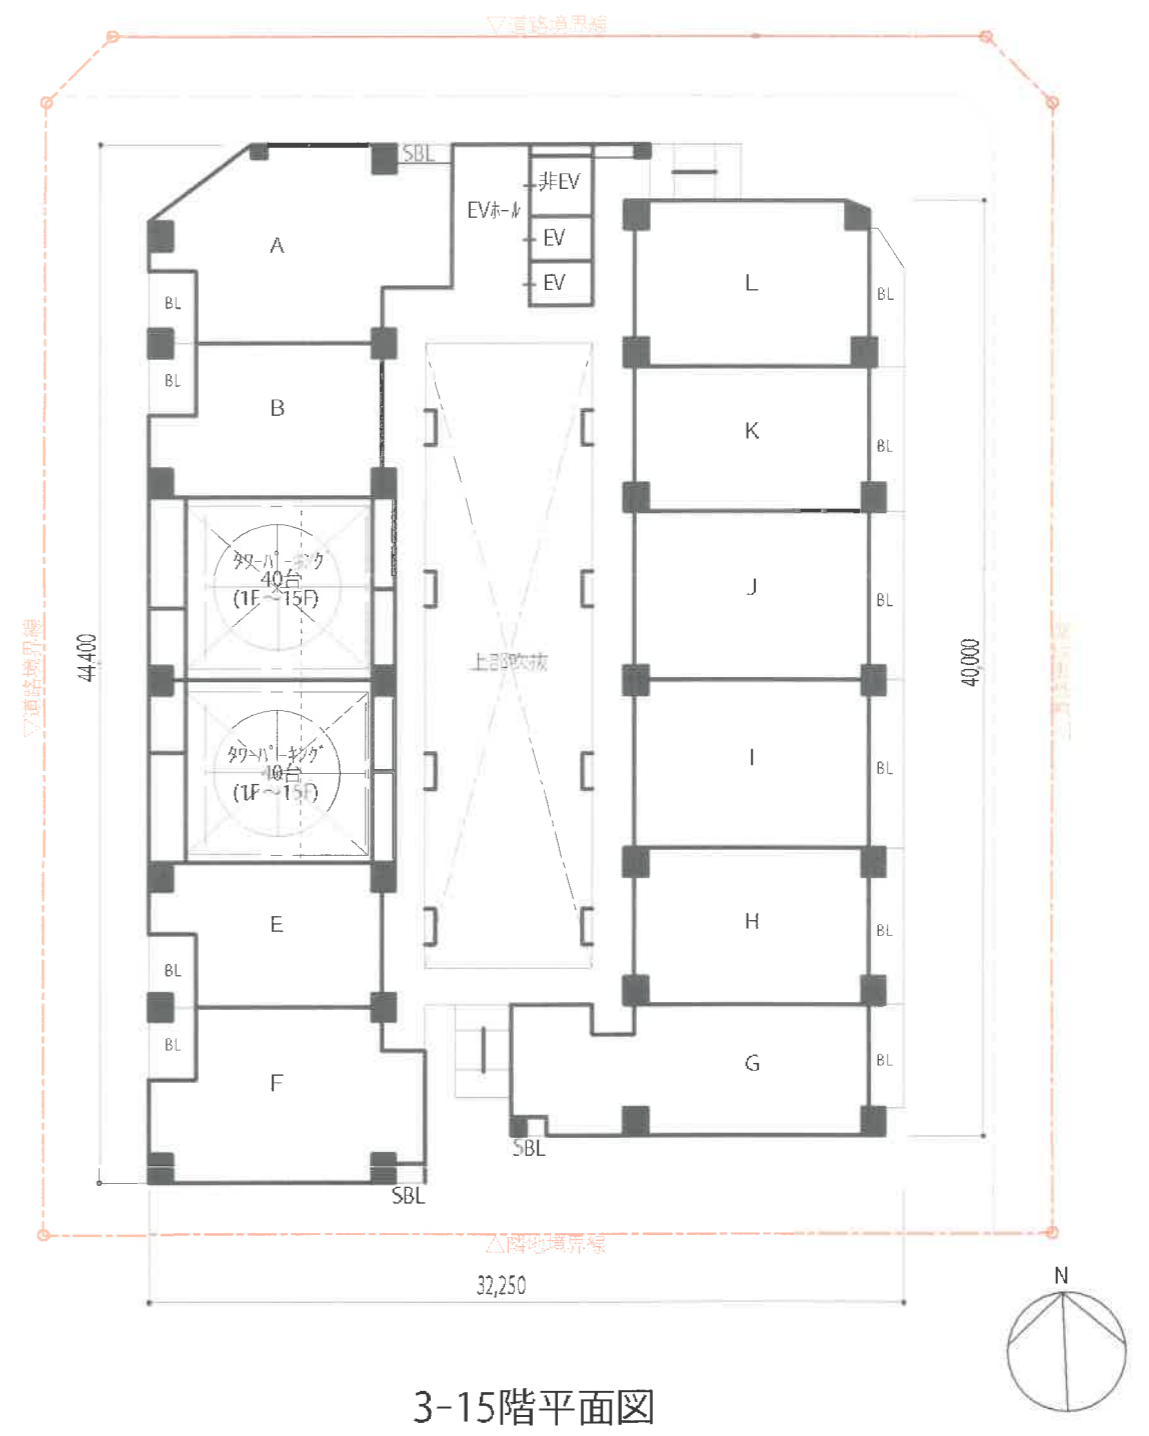 ▽道路境界線
SBL
非EV
EVホール
EV
EV
A
L
BL
BL
BL
B
K
BL
タワーパーキング
40台
(1F～15F)
J
BL
▽道路境界線
44,400
上部吹抜
40,000
タワーパーキング
40台
(1F～15F)
I
BL
E
H
BL
BL
BL
F
G
BL
SBL
SBL
△隣地境界線
32,250
N
3-15階平面図